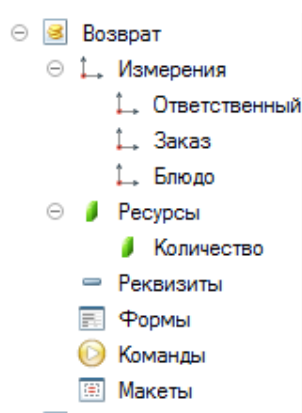 Возврат
Измерения
Ответственный
Заказ
Блюдо
Ресурсы
Количество
Реквизиты
Формы
Команды
Макеты